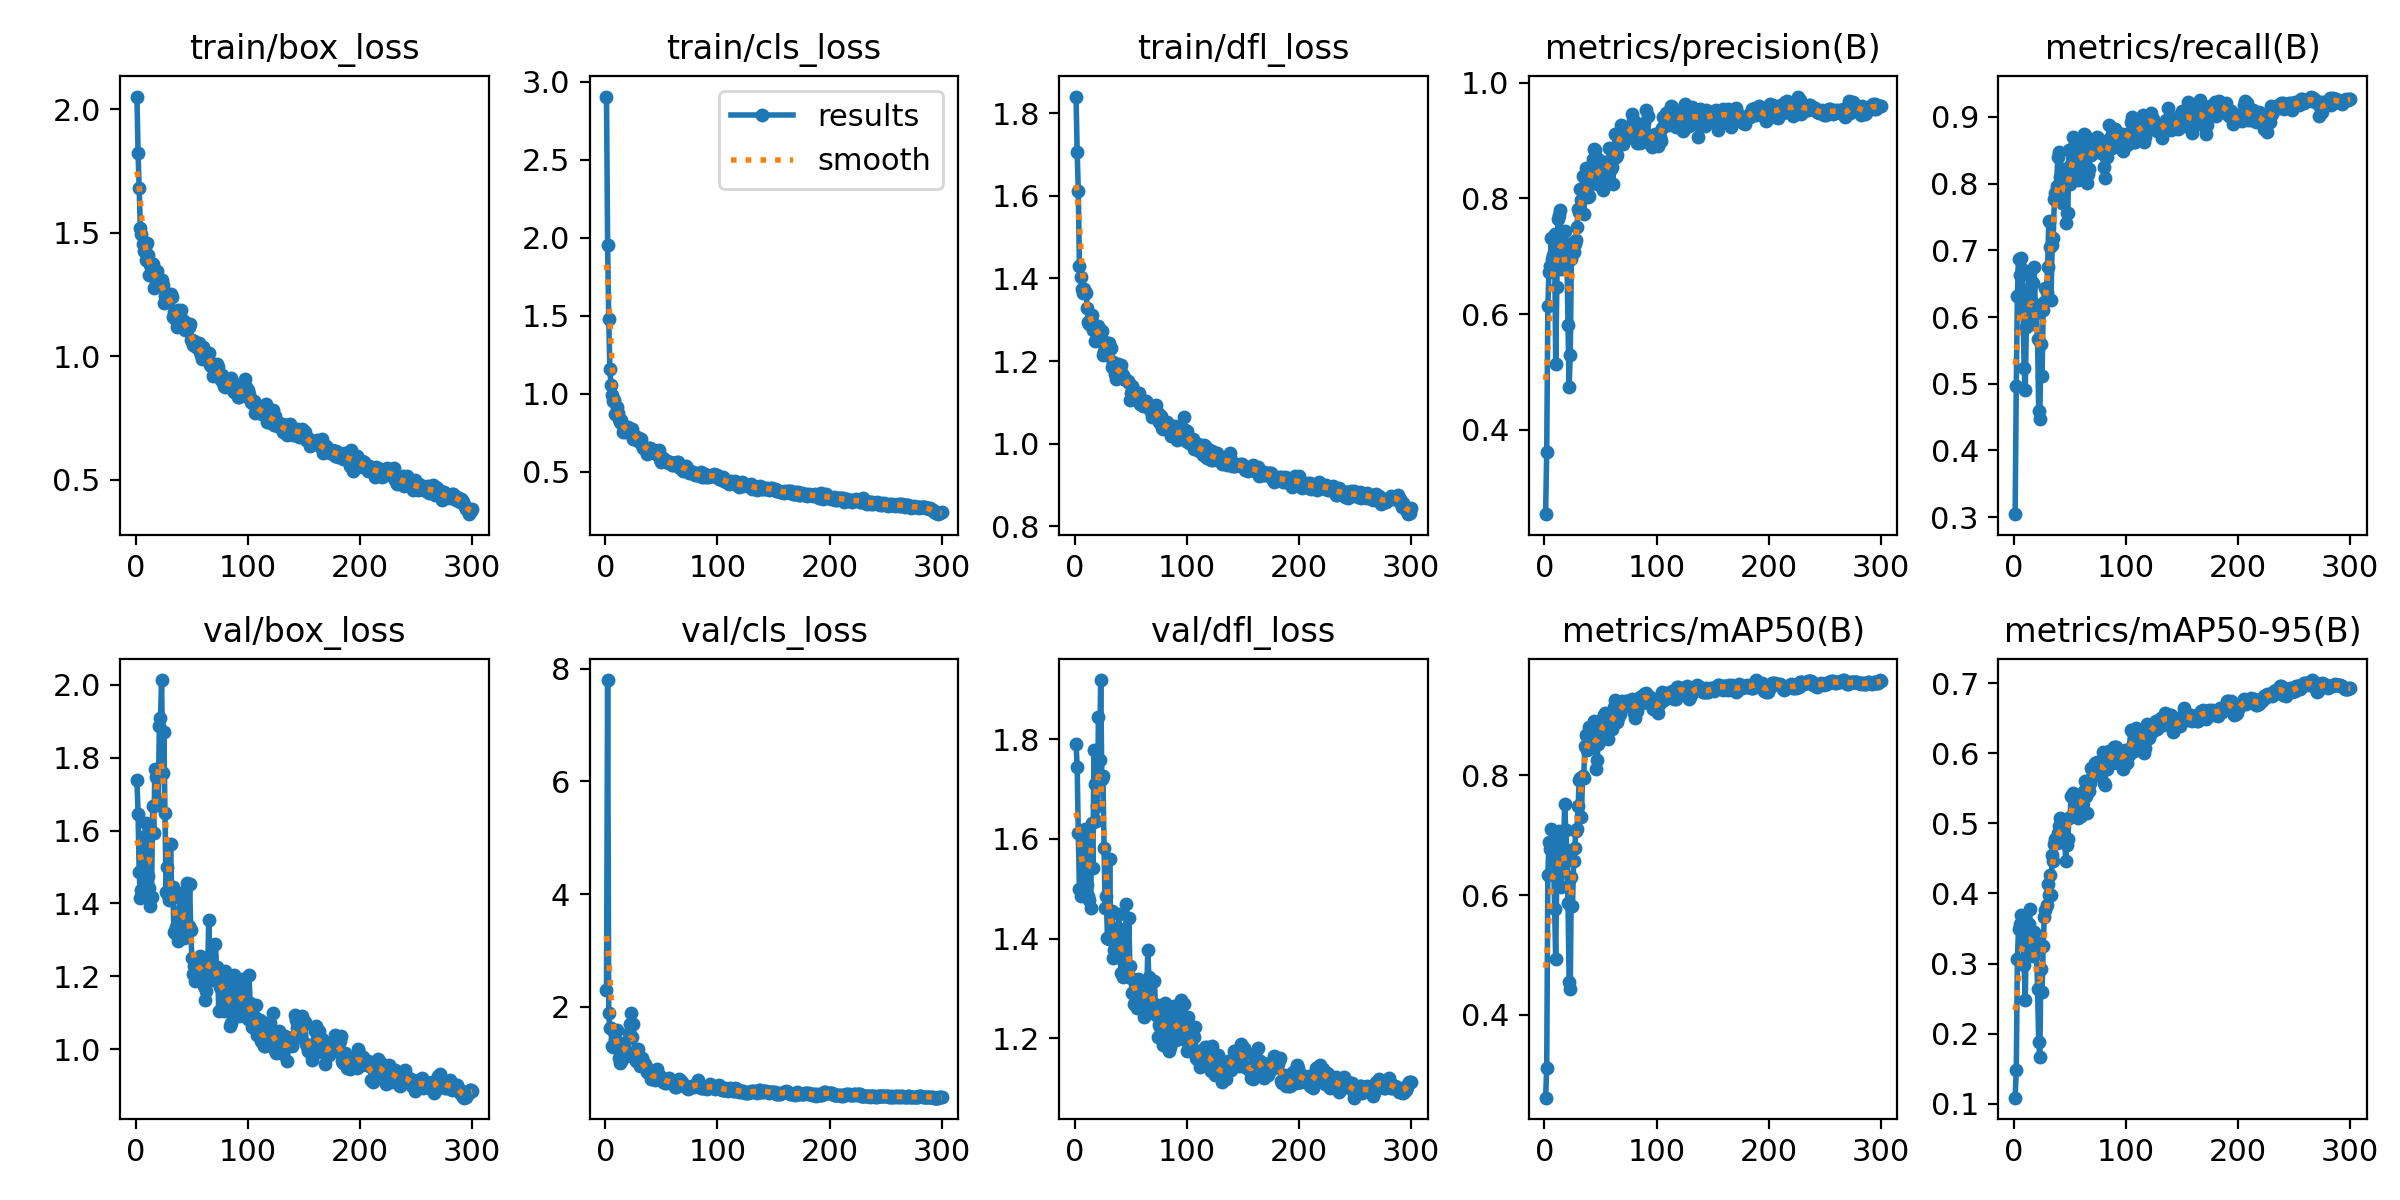 train/box_loss
train/cls_loss
train/dfl_loss
metrics/precision(B)
metrics/recall(B)
2.0
1.5
1.0
0.5
0 100 200 300
3.0
2.5
2.0
1.5
1.0
0.5
results
smooth
0 100 200 300
1.8
1.6
1.4
1.2
1.0
0.8
0 100 200 300
1.0
0.8
0.6
0.4
0 100 200 300
0.9
0.8
0.7
0.6
0.5
0.4
0.3
0 100 200 300
val/box_loss
val/cls_loss
val/dfl_loss
metrics/mAP50(B)
metrics/mAP50-95(B)
2.0
1.8
1.6
1.4
1.2
1.0
0 100 200 300
8
6
4
2
0 100 200 300
1.8
1.6
1.4
1.2
0 100 200 300
0.8
0.6
0.4
0 100 200 300
0.7
0.6
0.5
0.4
0.3
0.2
0.1
0 100 200 300